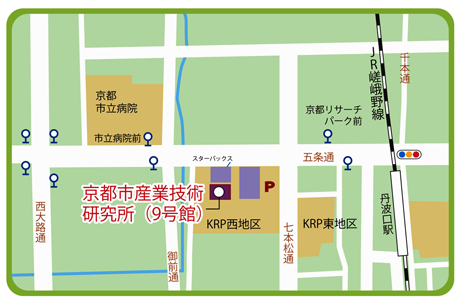 京都
市立病院
市立病院前
スターバックス
京都リサーチ
パーク前
JR嵯峨野線
千本通
五条通
京都市産業技術
研究所（9号館）
P
KRP西地区
KRP東地区
丹波口駅
西大路通
御前通
七本松通